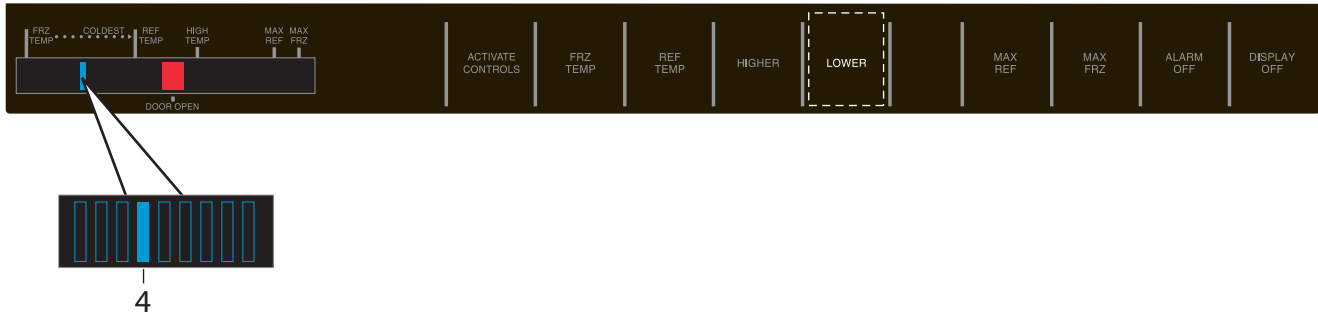 FRZ
TEMP
COLDEST
REF
TEMP
HIGH
TEMP
MAX
REF
MAX
FRZ
DOOR OPEN
ACTIVATE
CONTROLS
FRZ
TEMP
REF
TEMP
HIGHER
LOWER
MAX
REF
MAX
FRZ
ALARM
OFF
DISPLAY
OFF
4